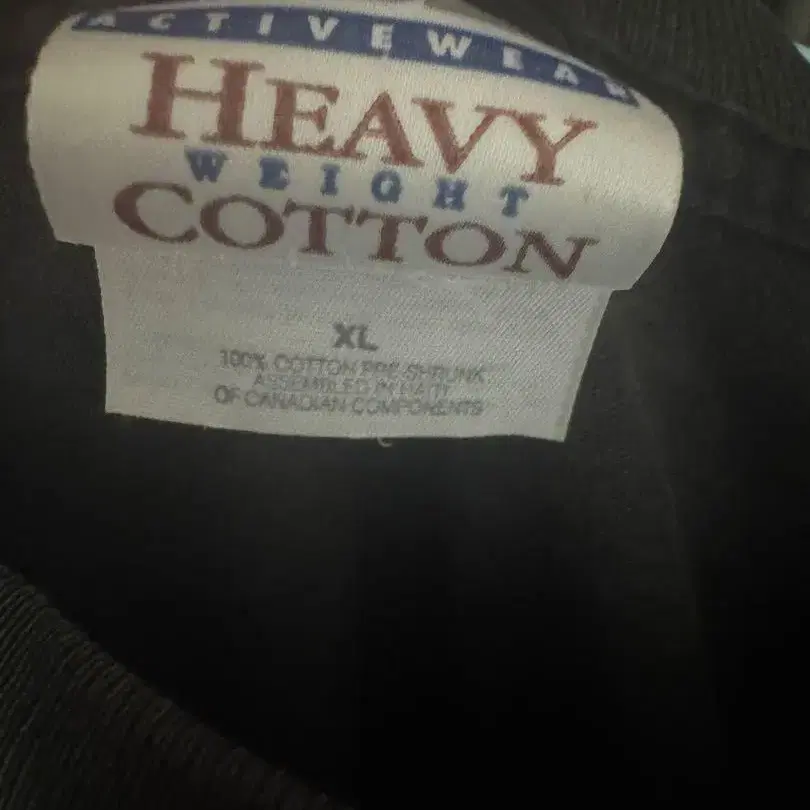 ACTIVEWEAR
HEAVY
WEIGHT
COTTON
XL
100% COTTON PRE-SHRUNK
ASSEMBLED IN HAITI
OF CANADIAN COMPONENTS